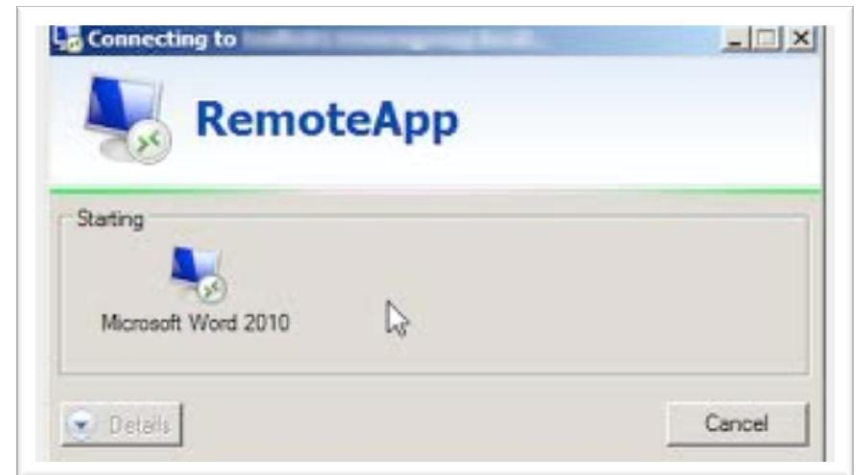 Connecting to
RemoteApp
Starting
Microsoft Word 2010
Details
Cancel